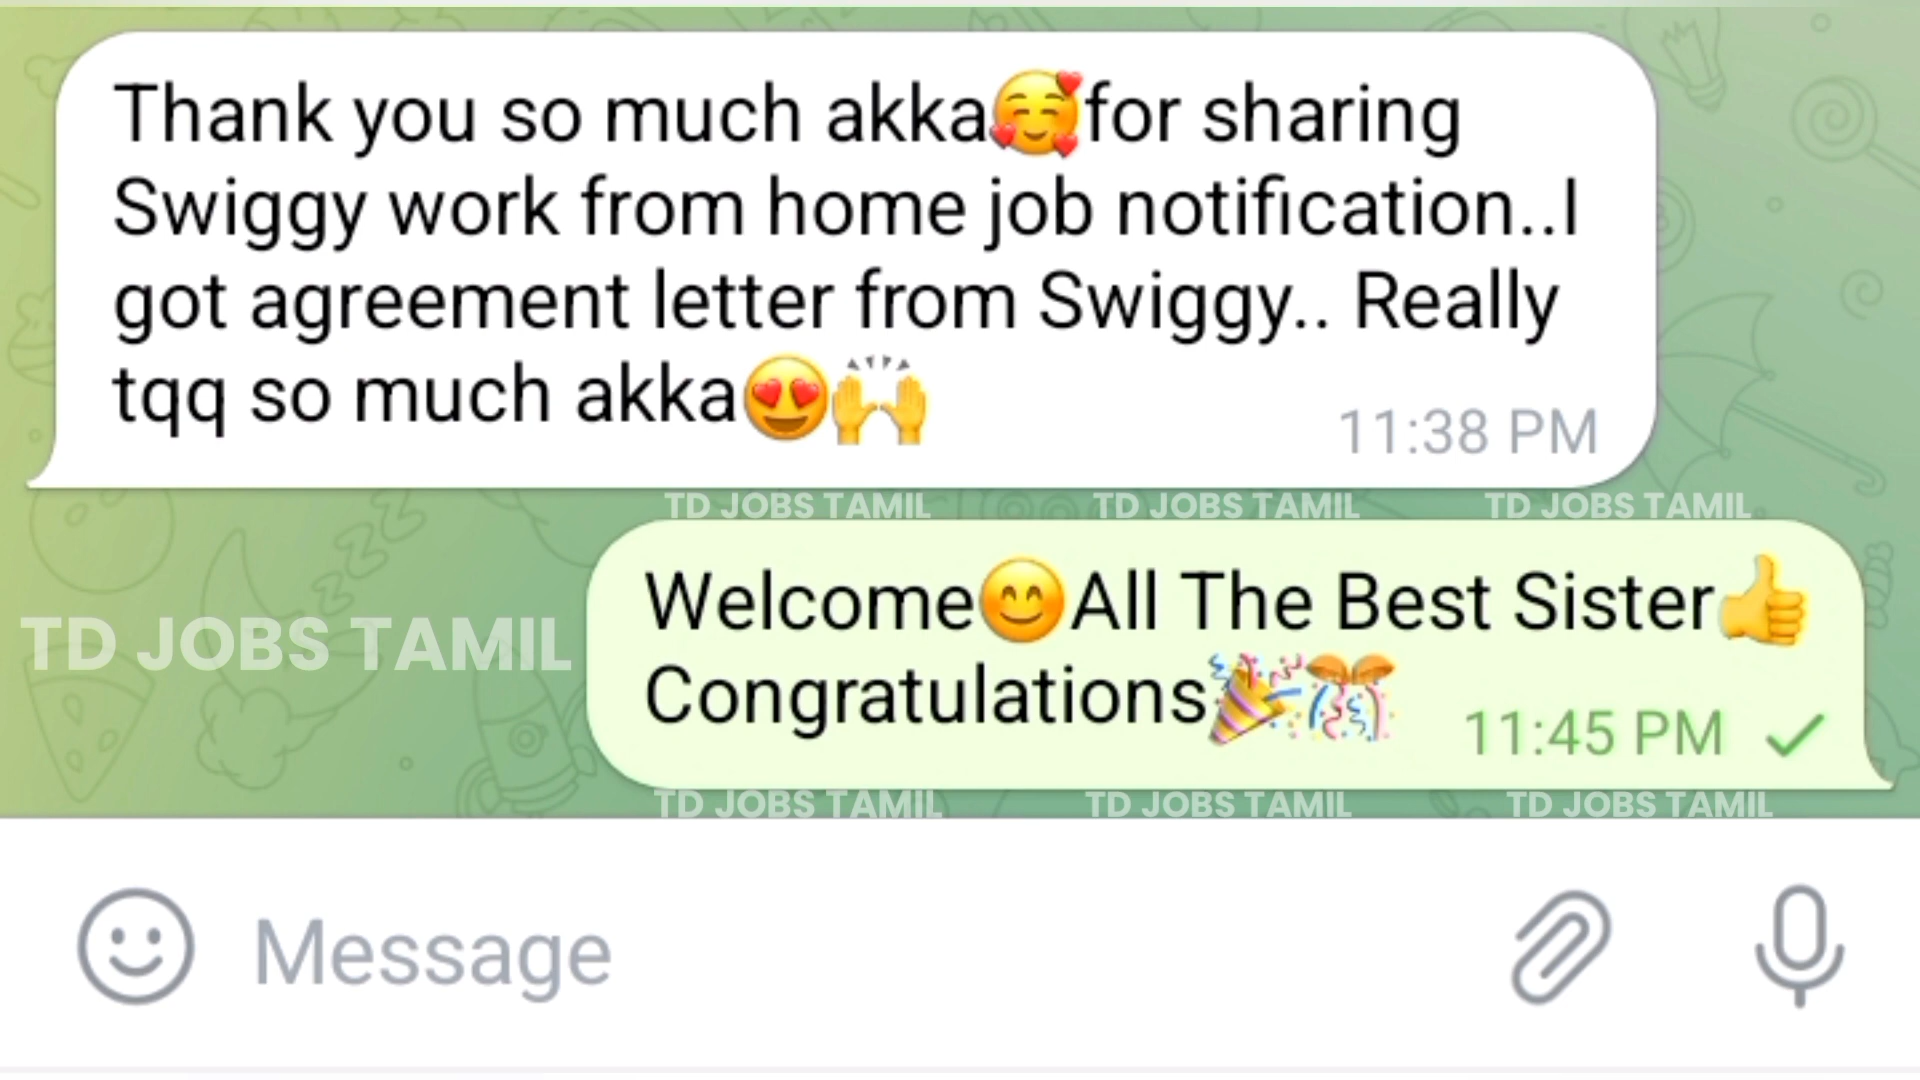 Thank you so much akka🥰for sharing
Swiggy work from home job notification..I
got agreement letter from Swiggy.. Really
tqq so much akka😍🙌
11:38 PM
TD JOBS TAMIL TD JOBS TAMIL TD JOBS TAMIL
Welcome😊All The Best Sister👍
TD JOBS TAMIL
Congratulations🎉🎊
11:45 PM
TD JOBS TAMIL TD JOBS TAMIL TD JOBS TAMIL
Message